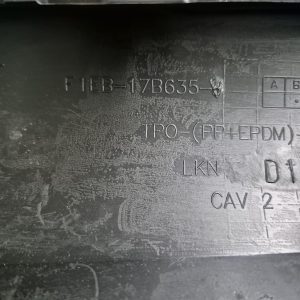 F1EB-17B635-
А Б
TPO-(PP+EPDM)
LKN D1
CAV 2